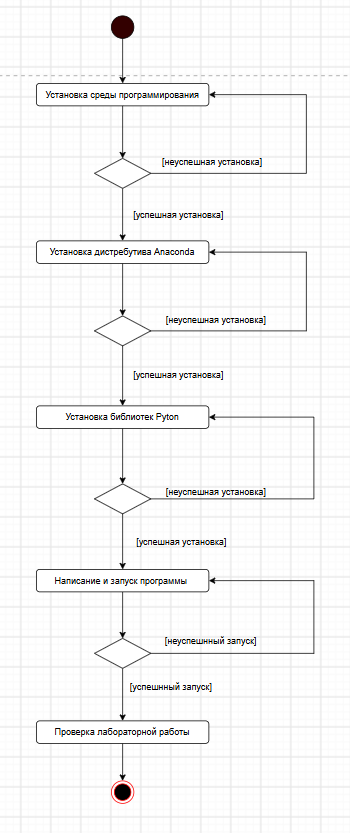 Установка среды программирования
[неуспешная установка]
[успешная установка]
Установка дистребутива Anaconda
[неуспешная установка]
[успешная установка]
Установка библиотек Pyton
[неуспешная установка]
[успешная установка]
Написание и запуск программы
[неуспешнный запуск]
[успешнный запуск]
Проверка лабораторной работы